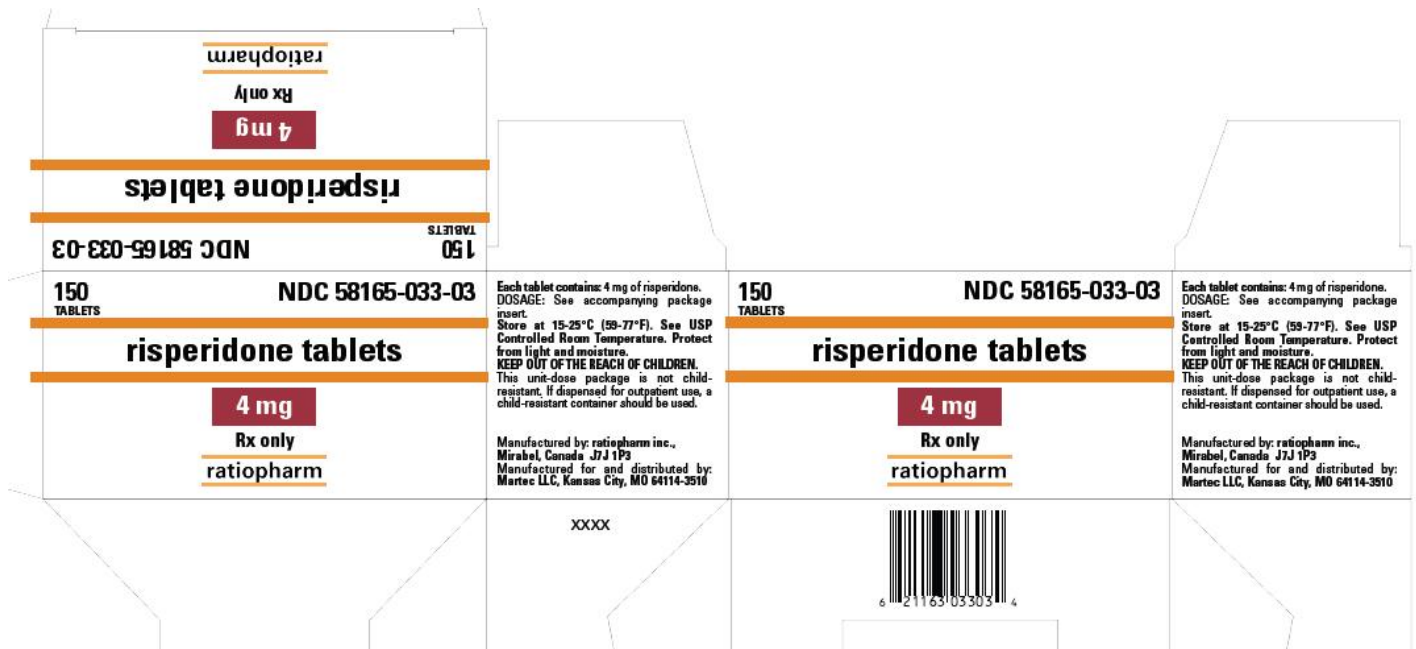 ratiopharm
Rx only
4 mg
risperidone tablets
150 NDC 58165-033-03
TABLETS
150 NDC 58165-033-03
TABLETS
risperidone tablets
4 mg
Rx only
ratiopharm
Each tablet contains: 4 mg of risperidone.
DOSAGE: See accompanying package
insert.
Store at 15-25°C (59-77°F). See USP
Controlled Room Temperature. Protect
from light and moisture.
KEEP OUT OF THE REACH OF CHILDREN.
This unit-dose package is not child-
resistant. If dispensed for outpatient use, a
child-resistant container should be used.
Manufactured by: ratiopharm inc.,
Mirabel, Canada J7J 1P3
Manufactured for and distributed by:
Martec LLC, Kansas City, MO 64114-3510
XXXX
150 NDC 58165-033-03
TABLETS
risperidone tablets
4 mg
Rx only
ratiopharm
6 21163 03303 4
Each tablet contains: 4 mg of risperidone.
DOSAGE: See accompanying package
insert.
Store at 15-25°C (59-77°F). See USP
Controlled Room Temperature. Protect
from light and moisture.
KEEP OUT OF THE REACH OF CHILDREN.
This unit-dose package is not child-
resistant. If dispensed for outpatient use, a
child-resistant container should be used.
Manufactured by: ratiopharm inc.,
Mirabel, Canada J7J 1P3
Manufactured for and distributed by:
Martec LLC, Kansas City, MO 64114-3510